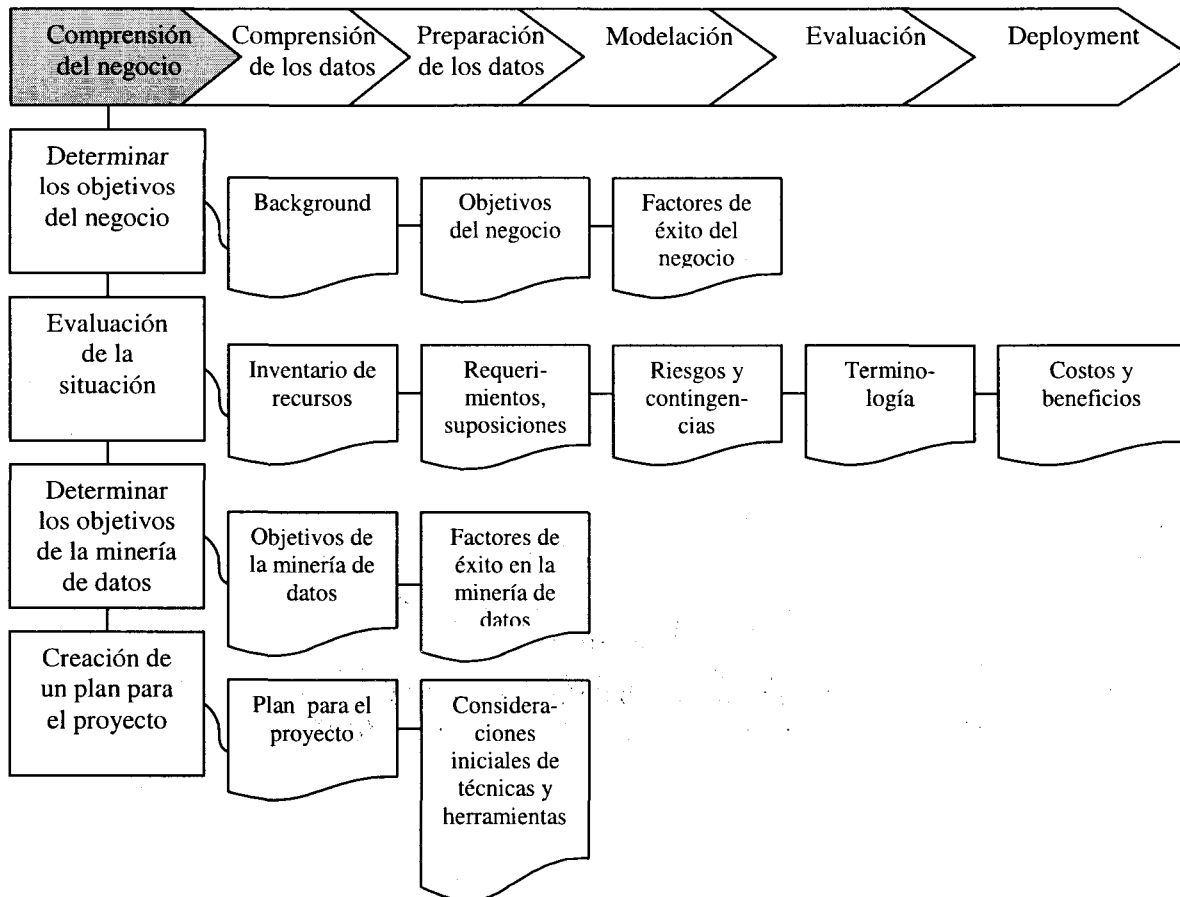 Comprensión
del negocio
Comprensión
de los datos
Preparación
de los datos
Modelación
Evaluación
Deployment
Determinar
los objetivos
del negocio
Background
Objetivos
del negocio
Factores de
éxito del
negocio
Evaluación
de la
situación
Inventario de
recursos
Requeri-
mientos,
suposiciones
Riesgos y
contingen-
cias
Termino-
logía
Costos y
beneficios
Determinar
los objetivos
de la minería
de datos
Objetivos de
la minería de
datos
Factores de
éxito en la
minería de
datos
Creación de
un plan para
el proyecto
Plan para el
proyecto
Considera-
ciones
iniciales de
técnicas y
herramientas